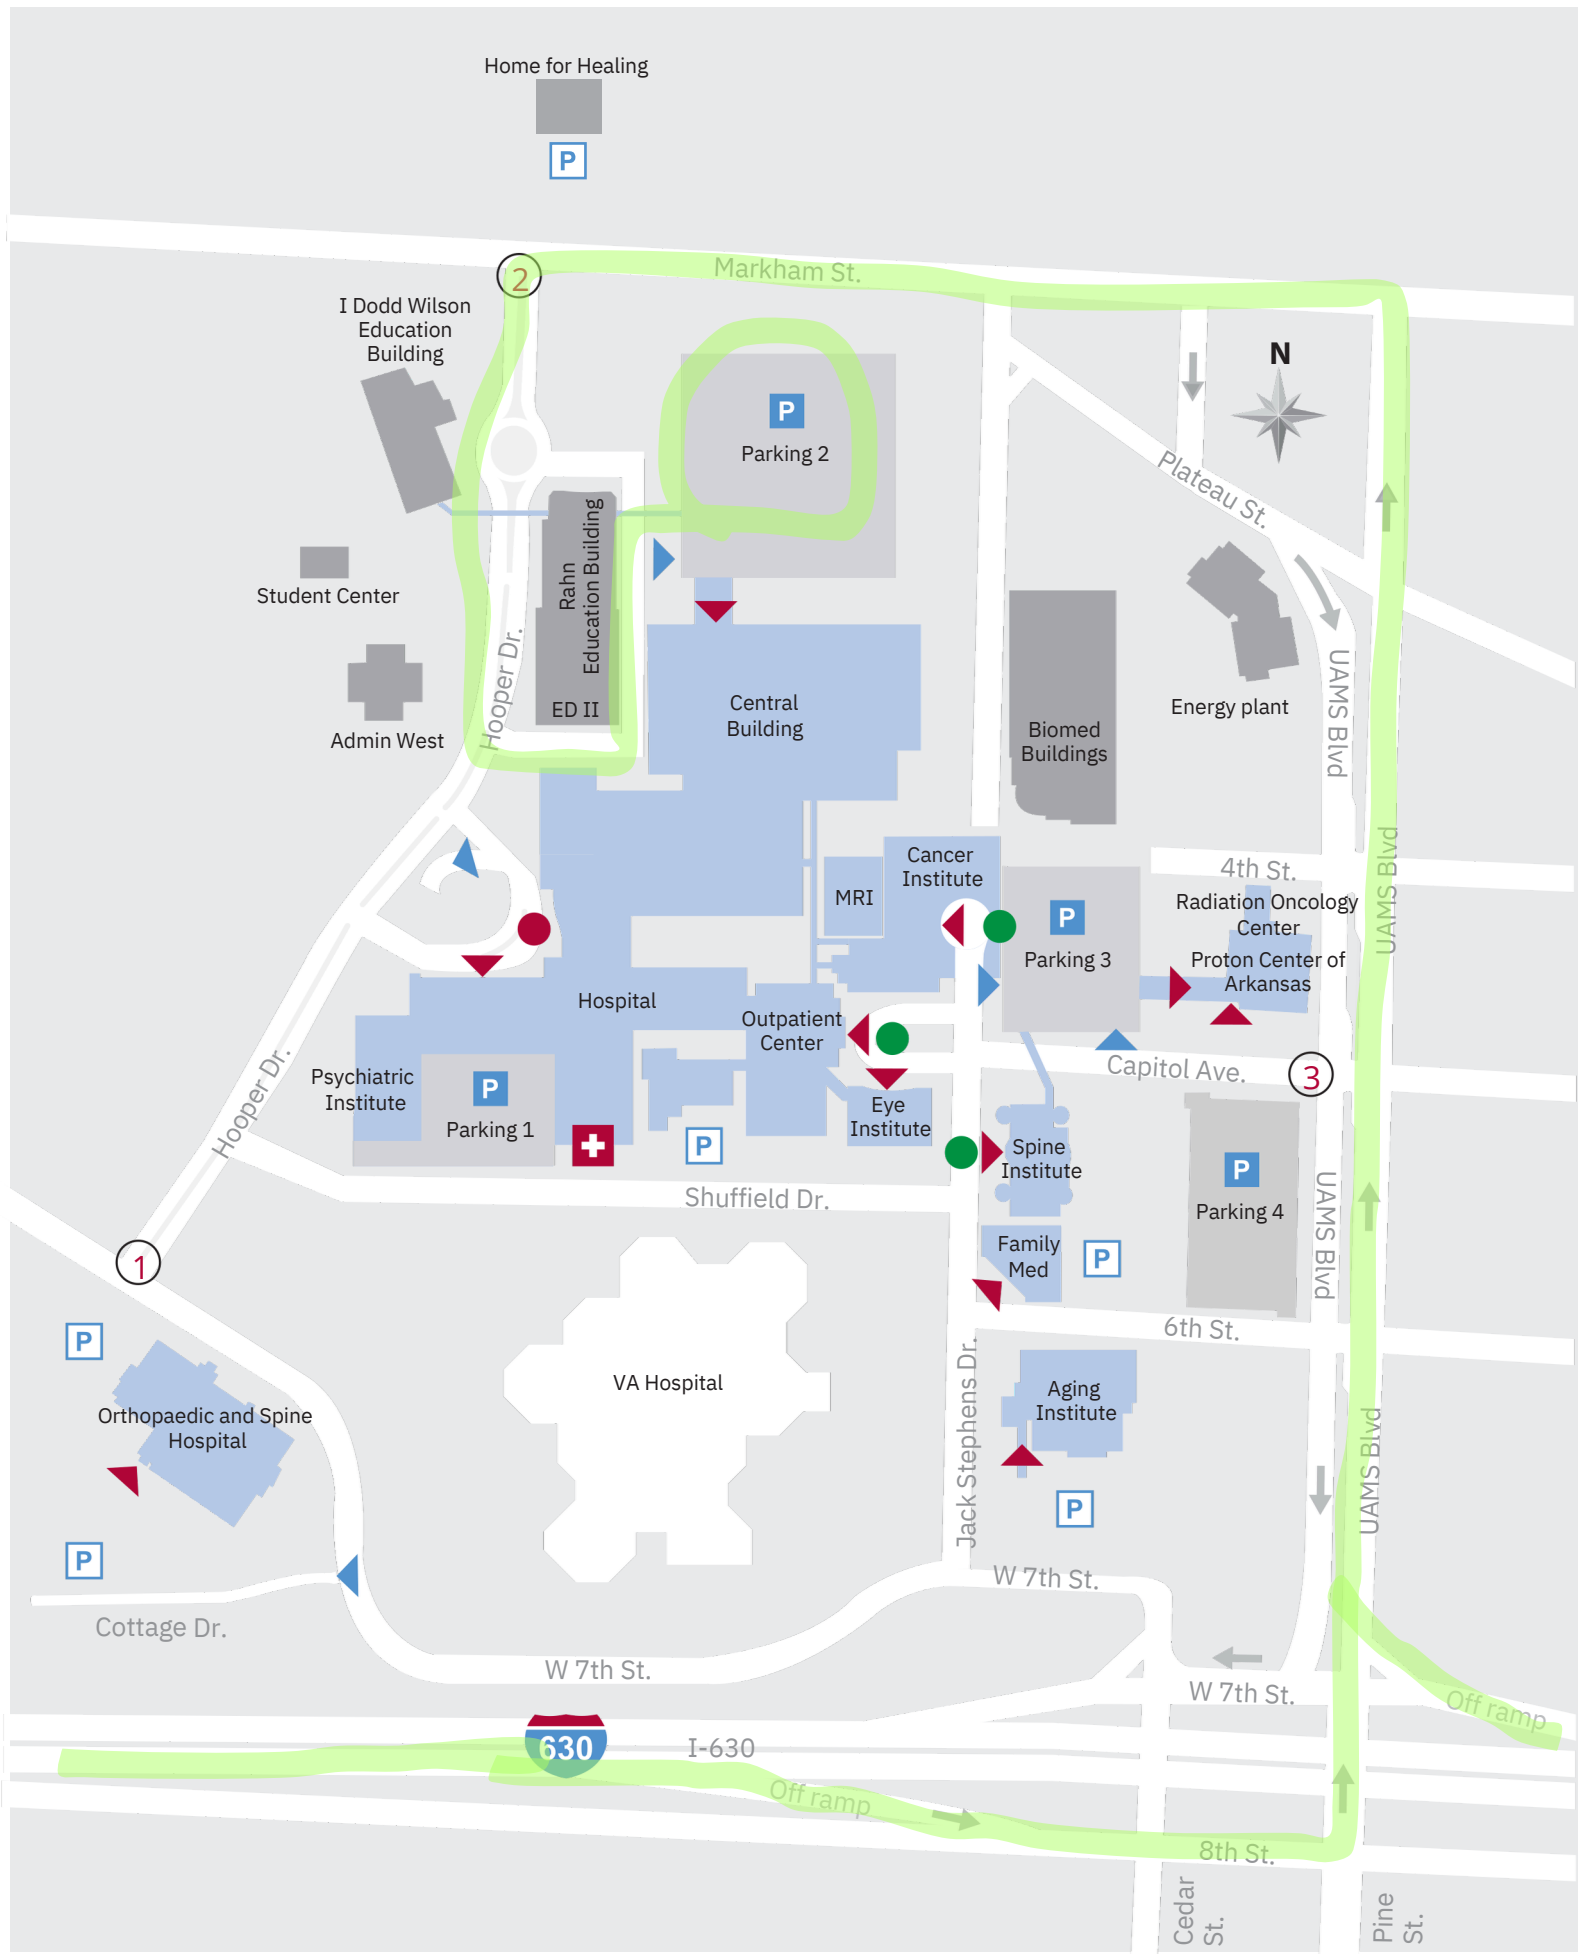 Home for Healing
P
Markham St.
2
I Dodd Wilson
Education
Building
N
P
Parking 2
Plateau St.
Rahn
Education Building
ED II
Student Center
Hooper Dr.
Admin West
Central
Building
Biomed
Buildings
Energy plant
UAMS Blvd
UAMS Blvd
4th St.
Cancer
Institute
MRI
P
Parking 3
Radiation Oncology
Center
Proton Center of
Arkansas
Hospital
Outpatient
Center
Capitol Ave.
3
Hooper Dr.
Psychiatric
Institute
P
Parking 1
P
Eye
Institute
Spine
Institute
P
Parking 4
UAMS Blvd
Shuffield Dr.
1
Family
Med
P
6th St.
P
VA Hospital
Jack Stephens Dr.
Aging
Institute
Orthopaedic and Spine
Hospital
UAMS Blvd
P
P
W 7th St.
Cottage Dr.
W 7th St.
W 7th St.
Off ramp
630
I-630
Off ramp
8th St.
Cedar
St.
Pine
St.